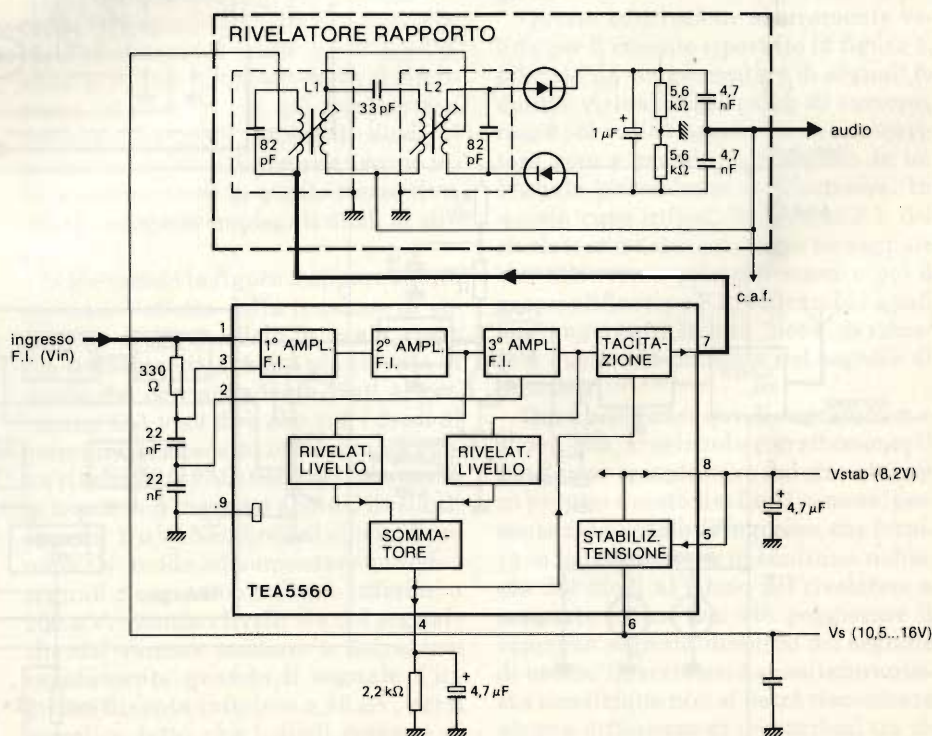 RIVELATORE RAPPORTO
L1
33 pF
L2
82
pF
82
pF
1 µF
+
5,6
kΩ
5,6
kΩ
4,7
nF
4,7
nF
audio
c.a.f.
ingresso
F.I. (Vin)
1
3
2
9
330
Ω
22
nF
22
nF
1º AMPL.
F.I.
2º AMPL.
F.I.
3º AMPL.
F.I.
TACITA-
ZIONE
7
RIVELAT.
LIVELLO
RIVELAT.
LIVELLO
8
Vstab (8,2V)
+
4,7 µF
SOMMA-
TORE
STABILIZ.
TENSIONE
5
TEA5560
4
6
Vs (10,5...16V)
2,2 kΩ
+
4,7 µF